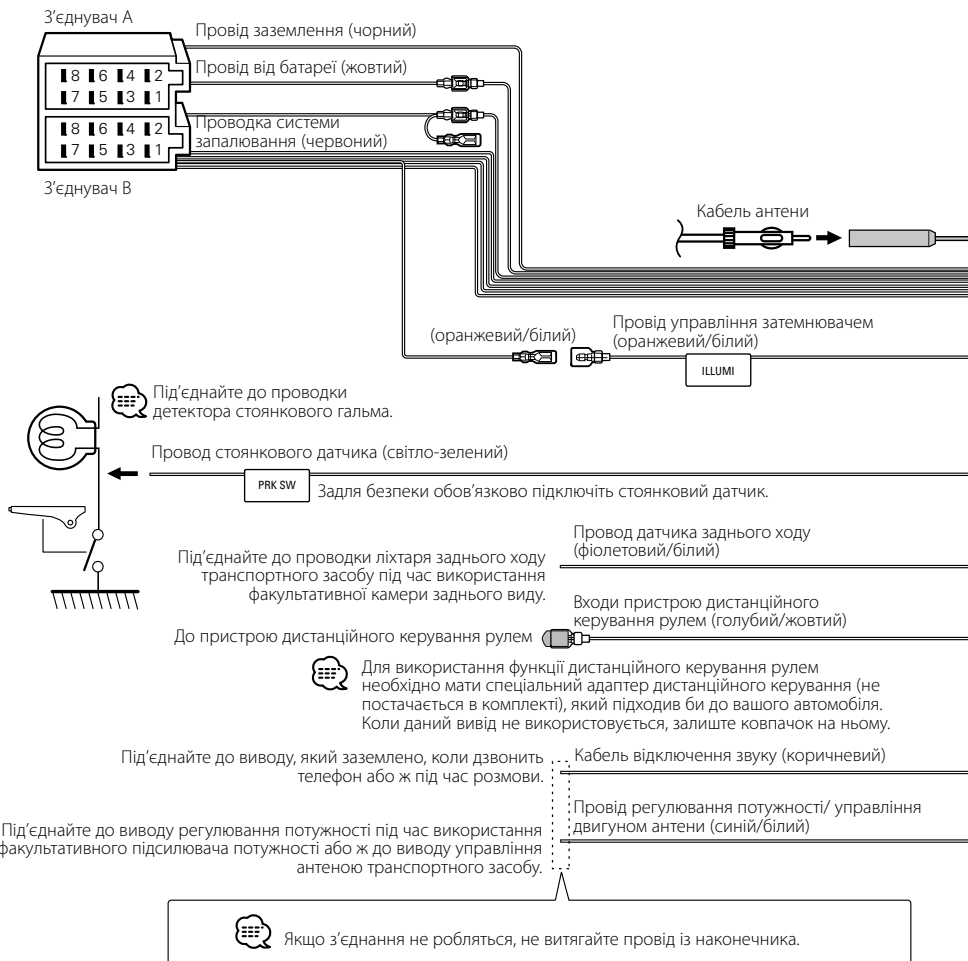 З'єднувач А
Провід заземлення (чорний)
Провід від батареї (жовтий)
8 6 4 2
7 5 3 1
Проводка системи
запалювання (червоний)
8 6 4 2
7 5 3 1
З'єднувач В
Кабель антени
(оранжевий/білий)
Провід управління затемнювачем
(оранжевий/білий)
ILLUMI
Під'єднайте до проводки
детектора стоянкового гальма.
Провод стоянкового датчика (світло-зелений)
PRK SW
Задля безпеки обов'язково підключіть стоянковий датчик.
Провод датчика заднього ходу
(фіолетовий/білий)
Під'єднайте до проводки ліхтаря заднього ходу
транспортного засобу під час використання
факультативної камери заднього виду.
Входи пристрою дистанційного
керування рулем (голубий/жовтий)
До пристрою дистанційного керування рулем
Для використання функції дистанційного керування рулем
необхідно мати спеціальний адаптер дистанційного керування (не
постачається в комплекті), який підходив би до вашого автомобіля.
Коли даний вивід не використовується, залиште ковпачок на ньому.
Під'єднайте до виводу, який заземлено, коли дзвонить
телефон або ж під час розмови.
Кабель відключення звуку (коричневий)
Провід регулювання потужності/ управління
двигуном антени (синій/білий)
Під'єднайте до виводу регулювання потужності під час використання
факультативного підсилювача потужності або ж до виводу управління
антеною транспортного засобу.
Якщо з'єднання не робляться, не витягайте провід із наконечника.